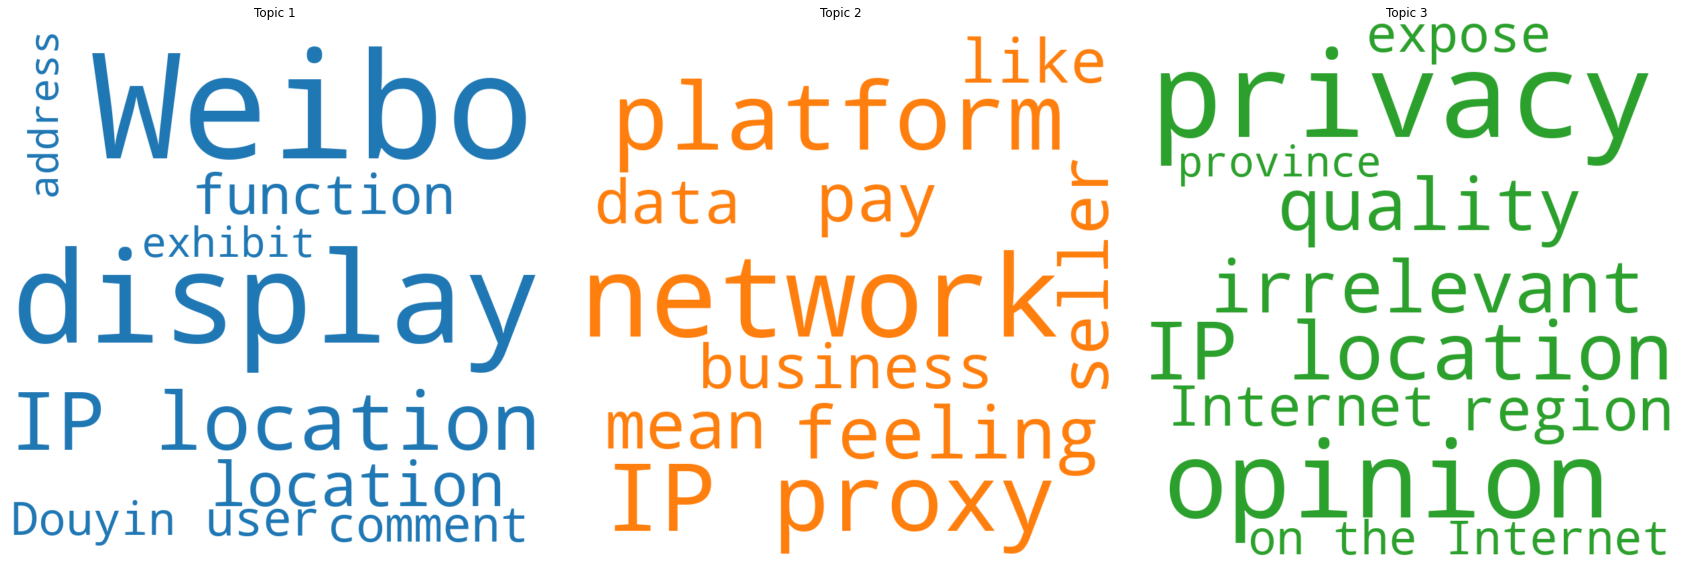 Topic 1
address
Weibo
function
exhibit
display
IP location
location
Douyin
user
comment
Topic 2
like
platform
data
pay
seller
network
business
mean
feeling
IP proxy
Topic 3
expose
privacy
province
quality
irrelevant
IP location
Internet
region
opinion
on the Internet